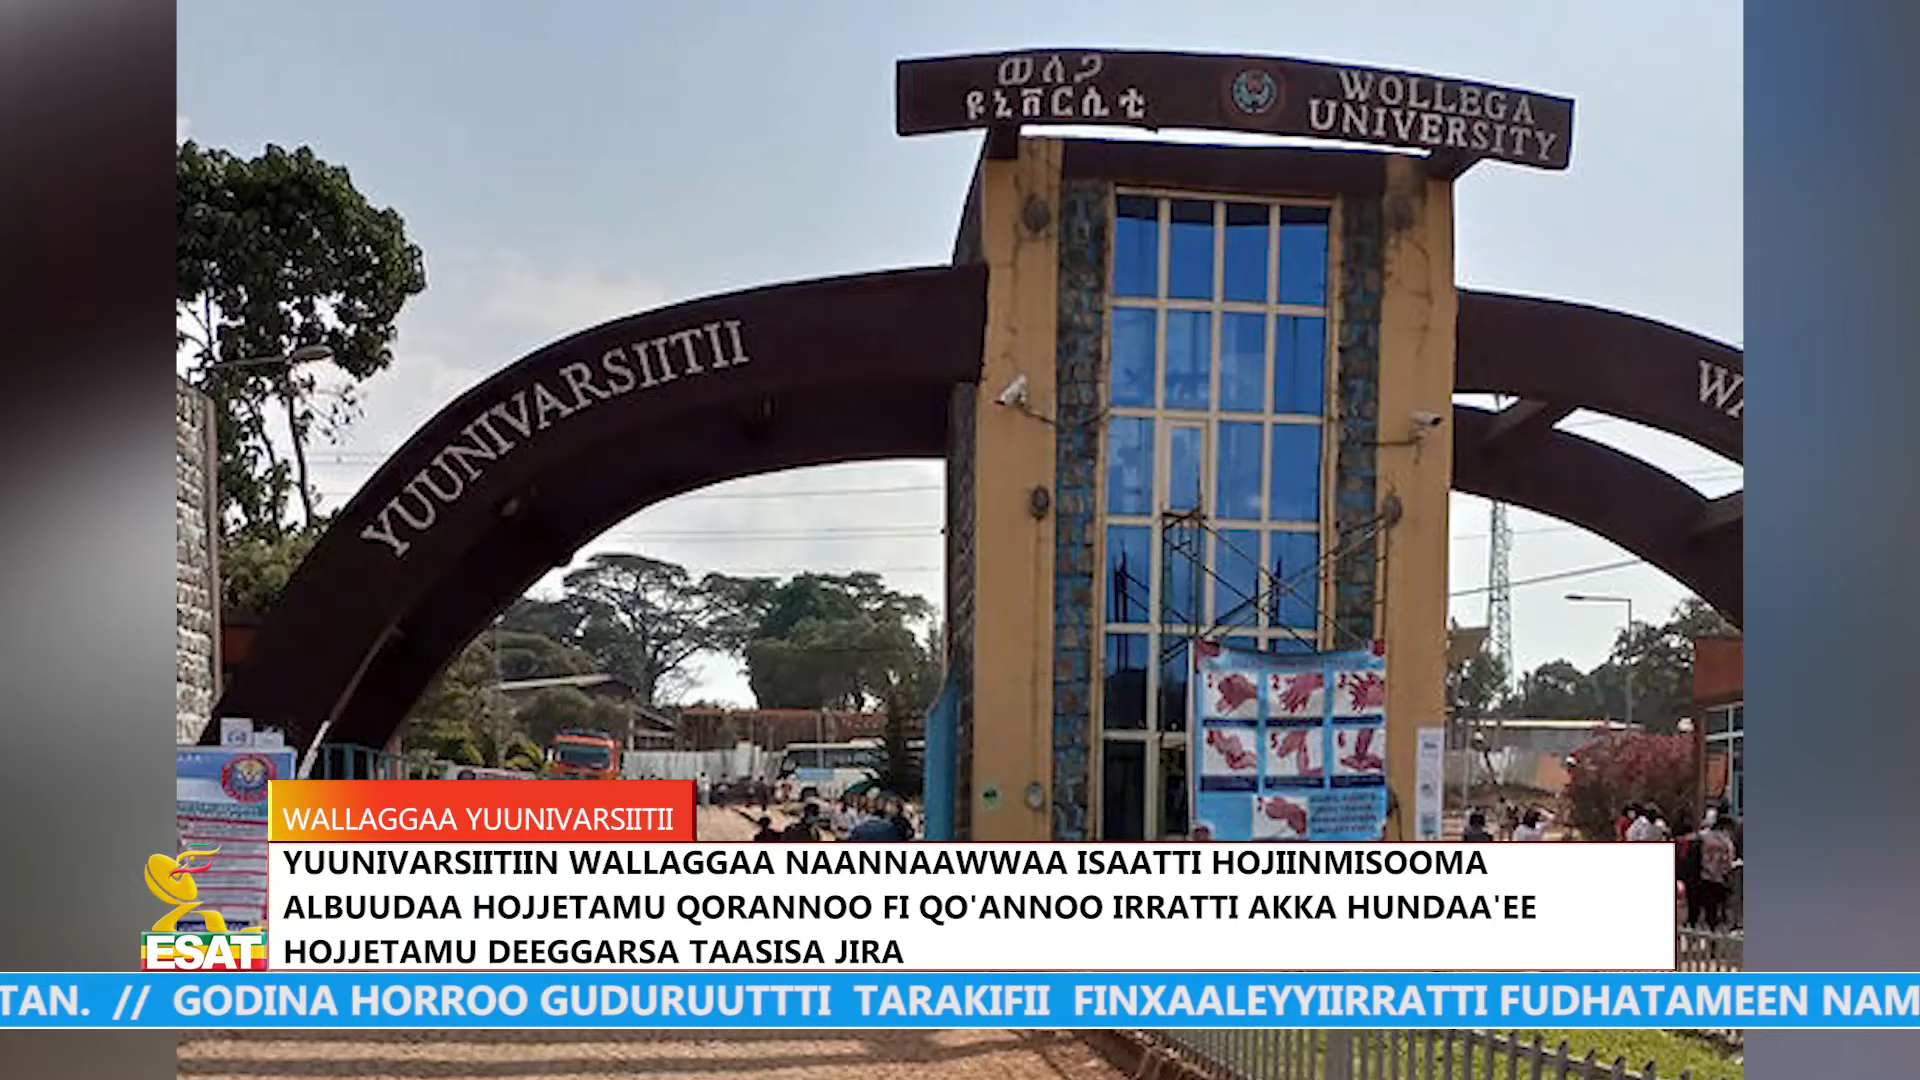 ወለጋ
ዩኒቨርሲቲ
WOLLEGA
UNIVERSITY
YUUNIVARSIITII
WA
WALLAGGAA YUUNIVARSIITII
YUUNIVARSIITIIN WALLAGGAA NAANNAAWWAA ISAATTI HOJIINMISOOMA
ALBUUDAA HOJJETAMU QORANNOO FI QO'ANNOO IRRATTI AKKA HUNDAA'EE
HOJJETAMU DEEGGARSA TAASISA JIRA
ESAT
TAN. // GODINA HORROO GUDURUUTTTI TARAKIFII FINXAALEYYIIRRATTI FUDHATAMEEN NAM